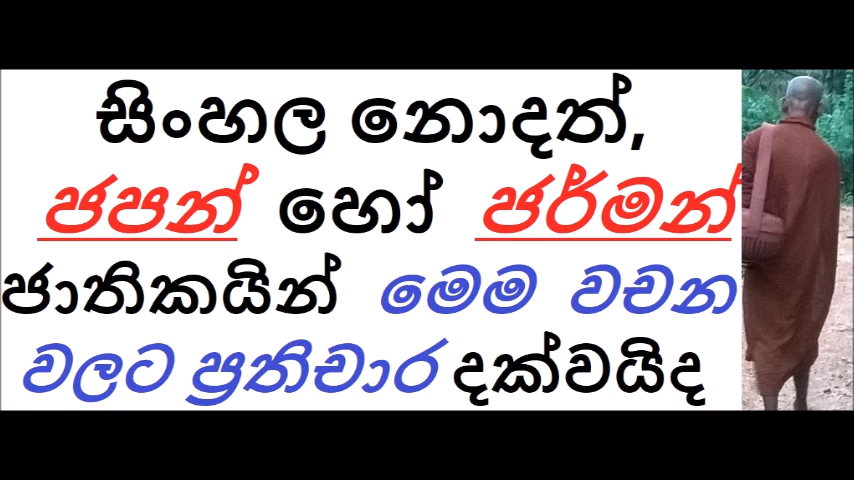 සිංහල නොදත්,
ජපන් හෝ ජර්මන්
ජාතිකයින් මෙම වචන
වලට ප්‍රතිචාර දක්වයිද